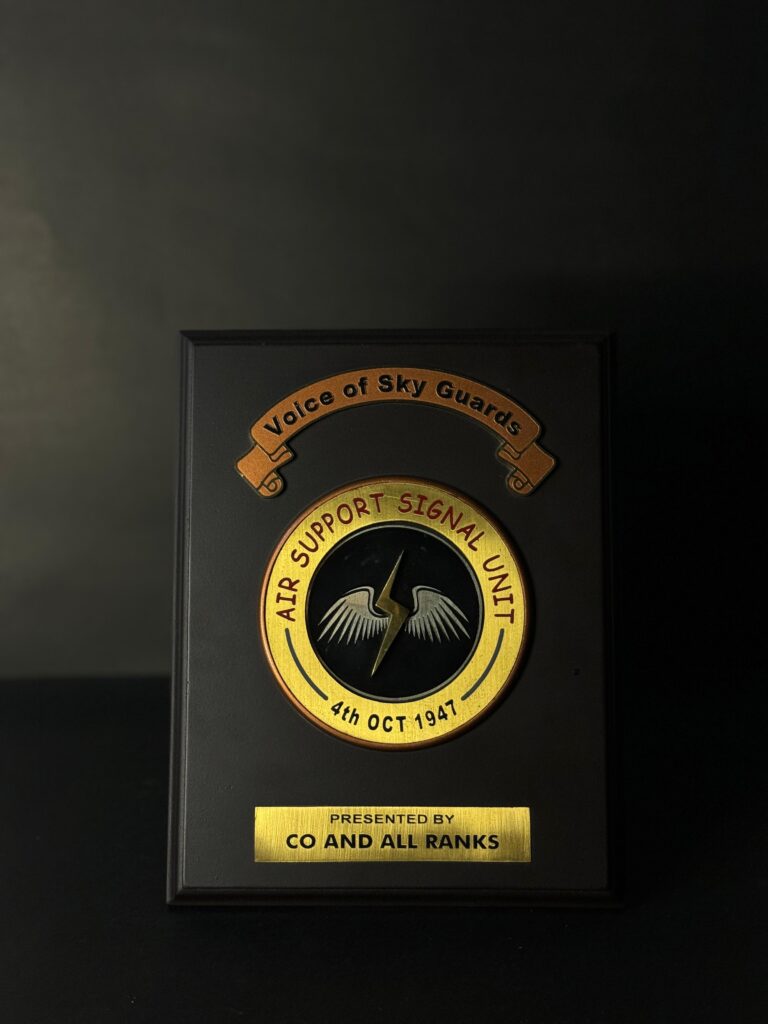 Voice of Sky Guards
AIR SUPPORT SIGNAL UNIT
4th OCT 1947
PRESENTED BY
CO AND ALL RANKS